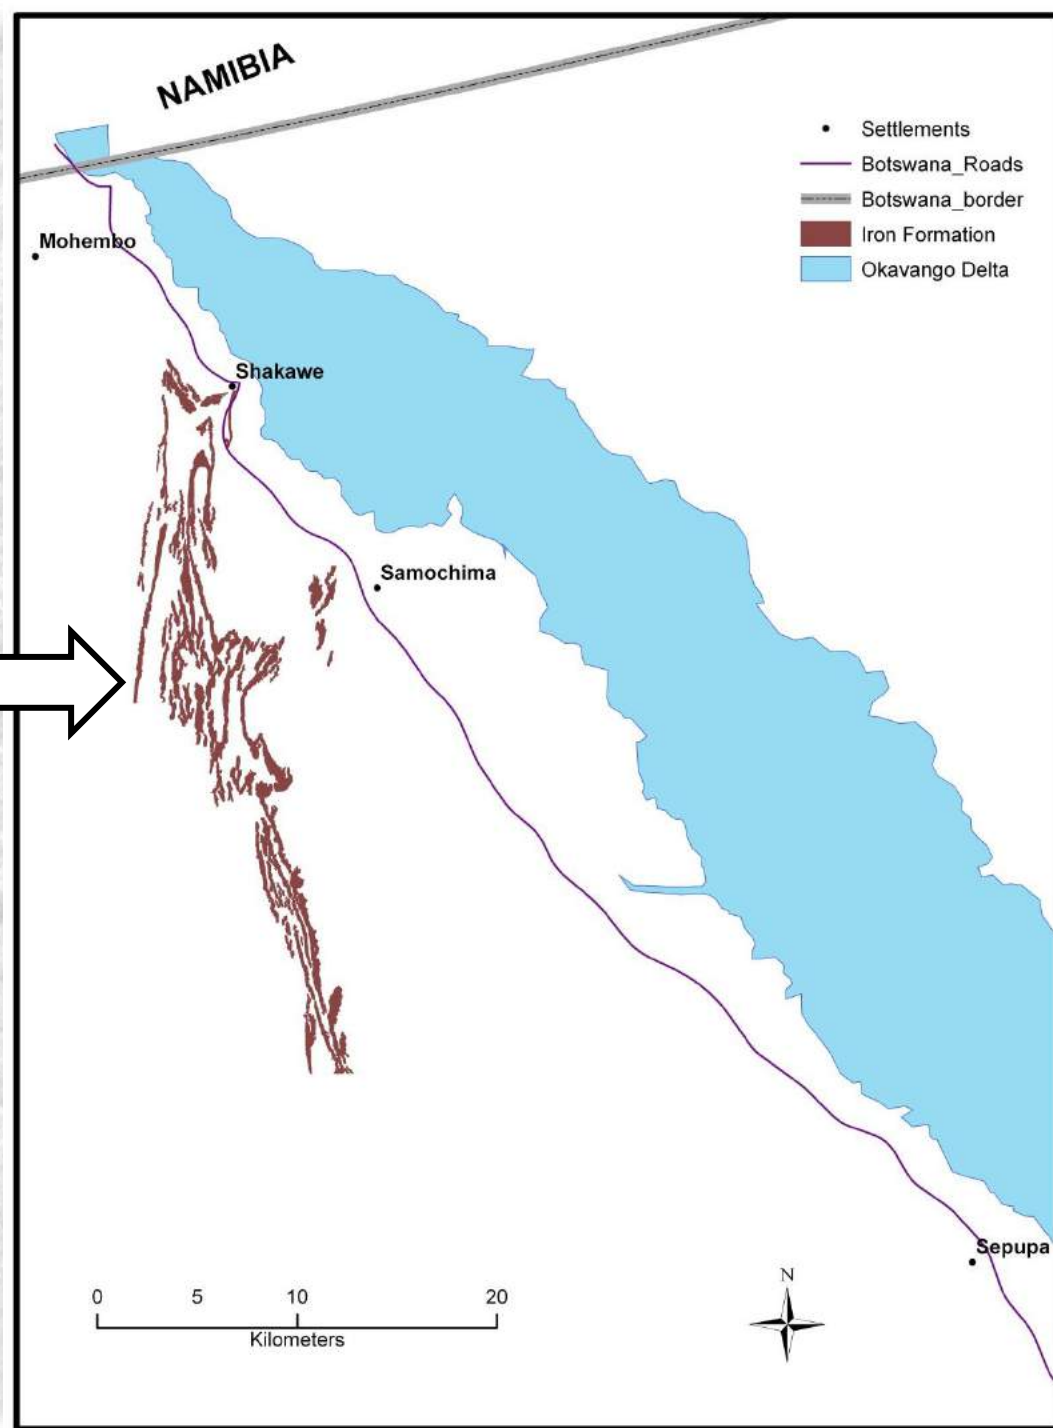 NAMIBIA
Settlements
Botswana_Roads
Botswana_border
Iron Formation
Okavango Delta
Mohembo
Shakawe
Samochima
Sepupa
N
0 5 10 20
Kilometers